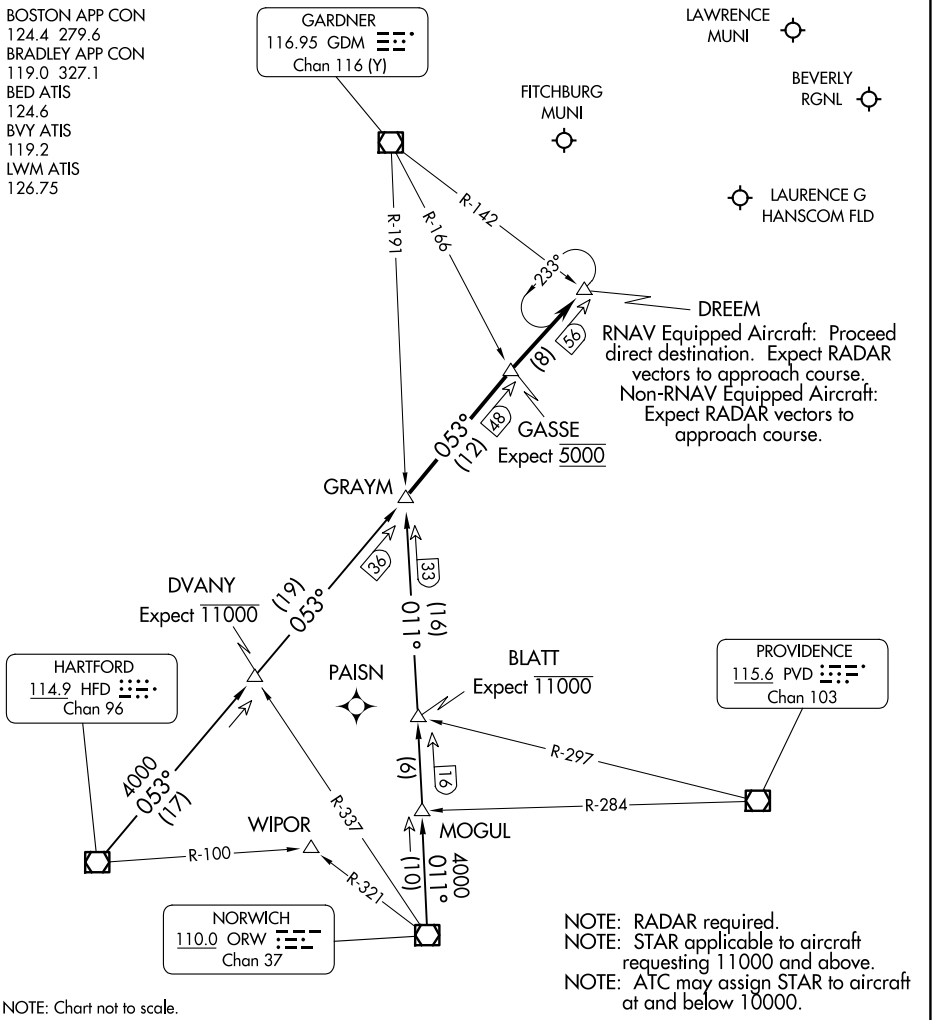 BOSTON APP CON
124.4 279.6
BRADLEY APP CON
119.0 327.1
BED ATIS
124.6
BVY ATIS
119.2
LWM ATIS
126.75
GARDNER
116.95 GDM
Chan 116 (Y)
LAWRENCE
MUNI
BEVERLY
RGNL
FITCHBURG
MUNI
LAURENCE G
HANSCOM FLD
R-191
R-166
R-142
233°
DREEM
RNAV Equipped Aircraft: Proceed
direct destination. Expect RADAR
vectors to approach course.
Non-RNAV Equipped Aircraft:
Expect RADAR vectors to
approach course.
(8)
56
053°
(12)
48
GASSE
Expect 5000
GRAYM
36
33
(19)
053°
(16)
011°
DVANY
Expect 11000
HARTFORD
114.9 HFD
Chan 96
PAISN
BLATT
Expect 11000
PROVIDENCE
115.6 PVD
Chan 103
R-297
(6)
16
4000
053°
(17)
R-337
R-284
WIPOR
MOGUL
R-100
R-321
(10)
4000
011°
NORWICH
110.0 ORW
Chan 37
NOTE: RADAR required.
NOTE: STAR applicable to aircraft
requesting 11000 and above.
NOTE: ATC may assign STAR to aircraft
at and below 10000.
NOTE: Chart not to scale.